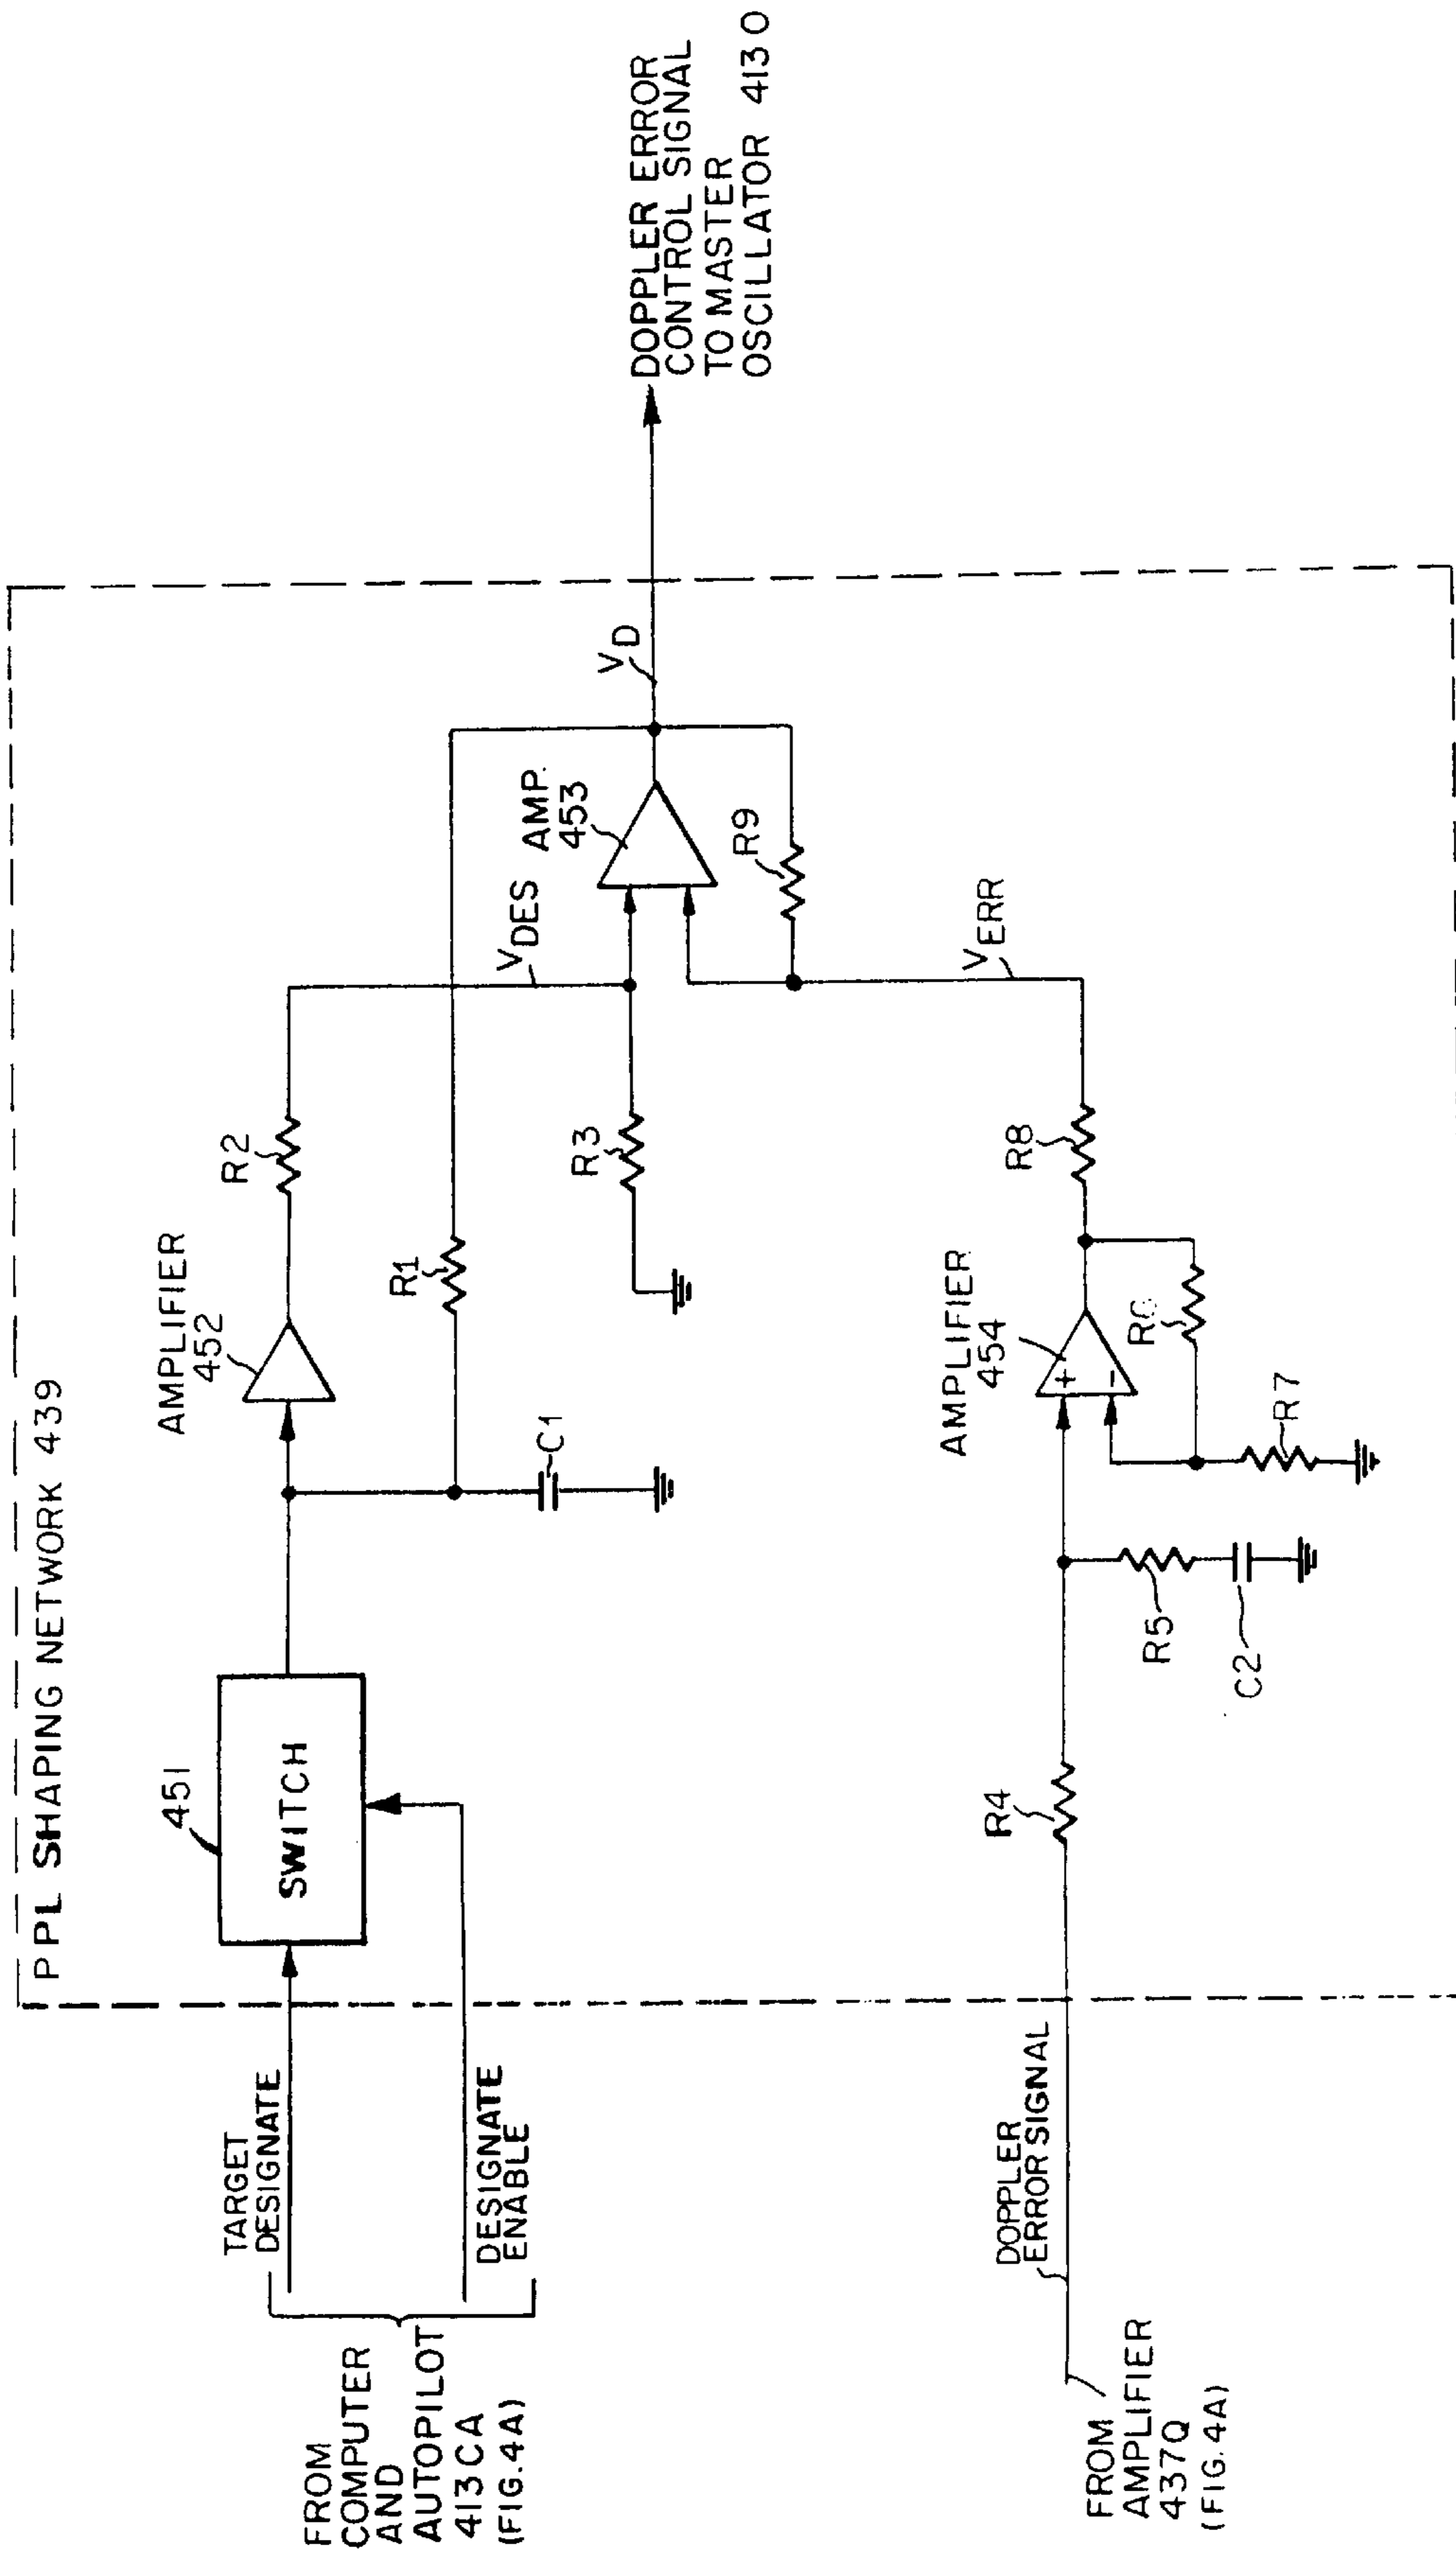 PPL SHAPING NETWORK 439
FROM
COMPUTER
AND
AUTOPILOT
413CA
(FIG.4A)
TARGET
DESIGNATE
DESIGNATE
ENABLE
451
SWITCH
AMPLIFIER
452
R2
R1
C1
VDES
R3
AMP.
453
R9
VD
DOPPLER ERROR
CONTROL SIGNAL
TO MASTER
OSCILLATOR 413 O
FROM
AMPLIFIER
437Q
(FIG.4A)
DOPPLER
ERROR SIGNAL
R4
R5
C2
AMPLIFIER
454
+
-
R7
R8
VERR